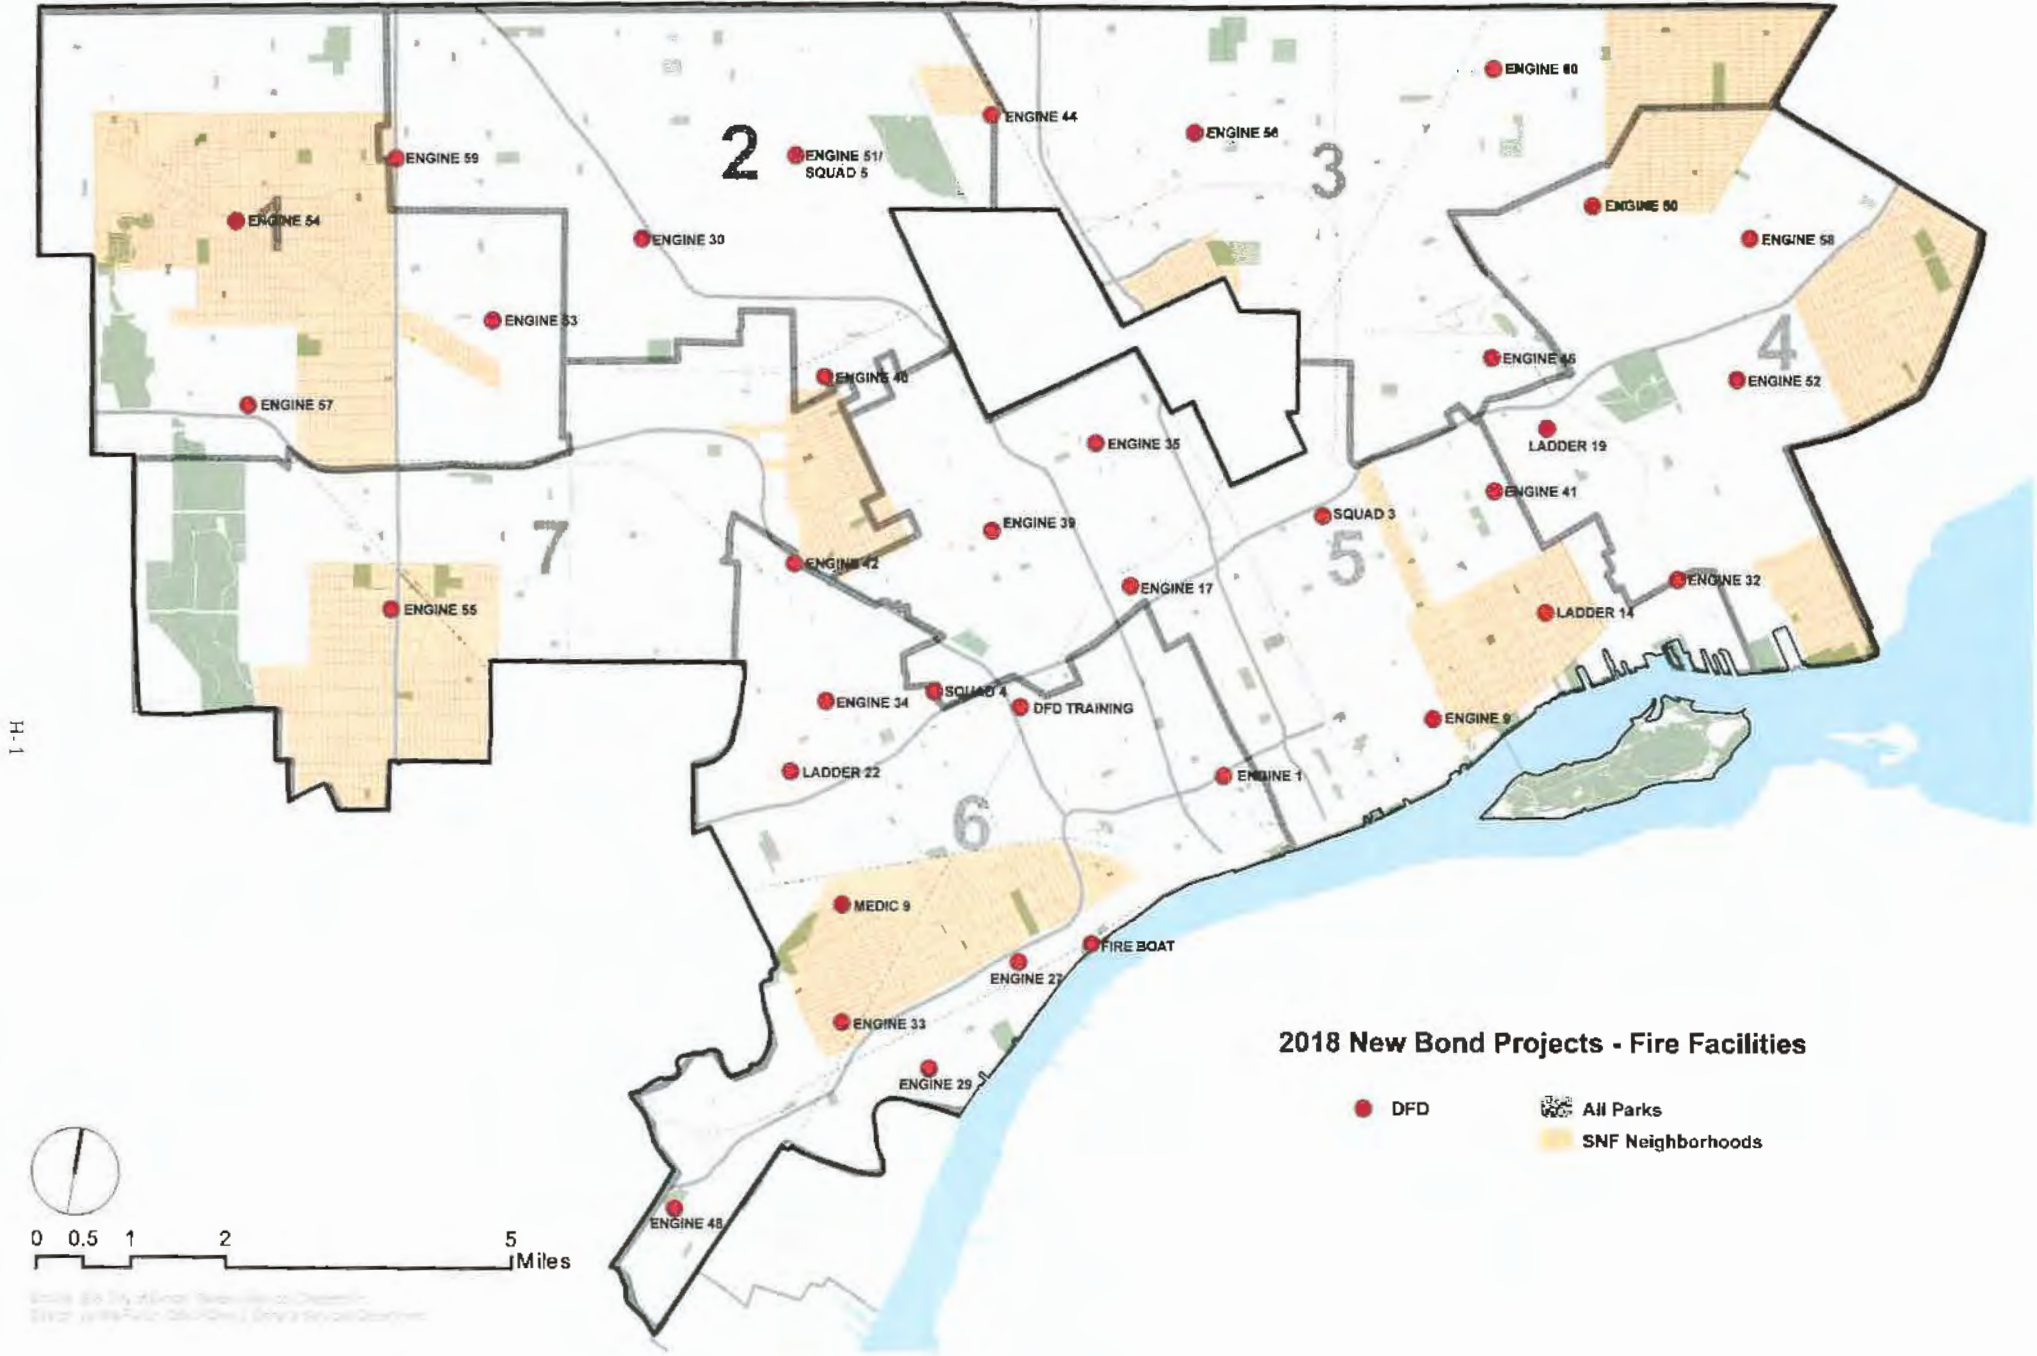 ENGINE 60
ENGINE 44
ENGINE 56
ENGINE 59
2
ENGINE 51/
SQUAD 5
3
ENGINE 54
1
ENGINE 30
ENGINE 50
ENGINE 58
ENGINE 53
4
ENGINE 40
ENGINE 46
ENGINE 52
ENGINE 57
ENGINE 35
LADDER 19
ENGINE 41
SQUAD 3
5
ENGINE 39
7
ENGINE 42
ENGINE 17
ENGINE 32
ENGINE 55
LADDER 14
ENGINE 34
SQUAD 4
DFD TRAINING
ENGINE 9
H-1
LADDER 22
ENGINE 1
6
MEDIC 9
FIRE BOAT
ENGINE 27
ENGINE 33
ENGINE 29
ENGINE 48
2018 New Bond Projects - Fire Facilities
DFD
All Parks
SNF Neighborhoods
0 0.5 1 2 5
Miles